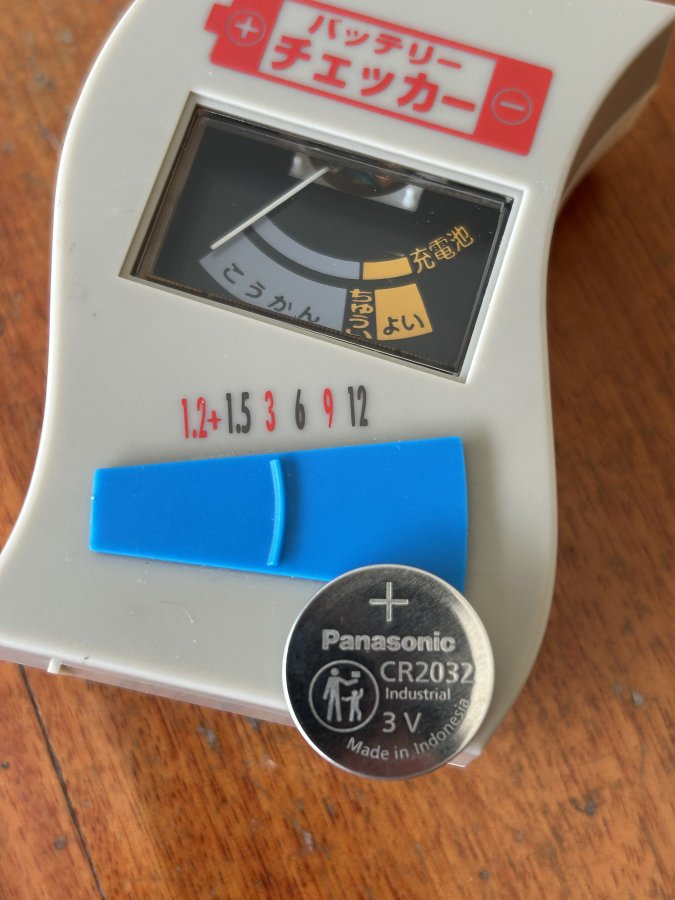 + バッテリー −
チェッカー
充電池
こうかん ちゅうい よい
1.2+1.5 3 6 9 12
+
Panasonic
CR2032
Industrial
3 V
Made in Indonesia